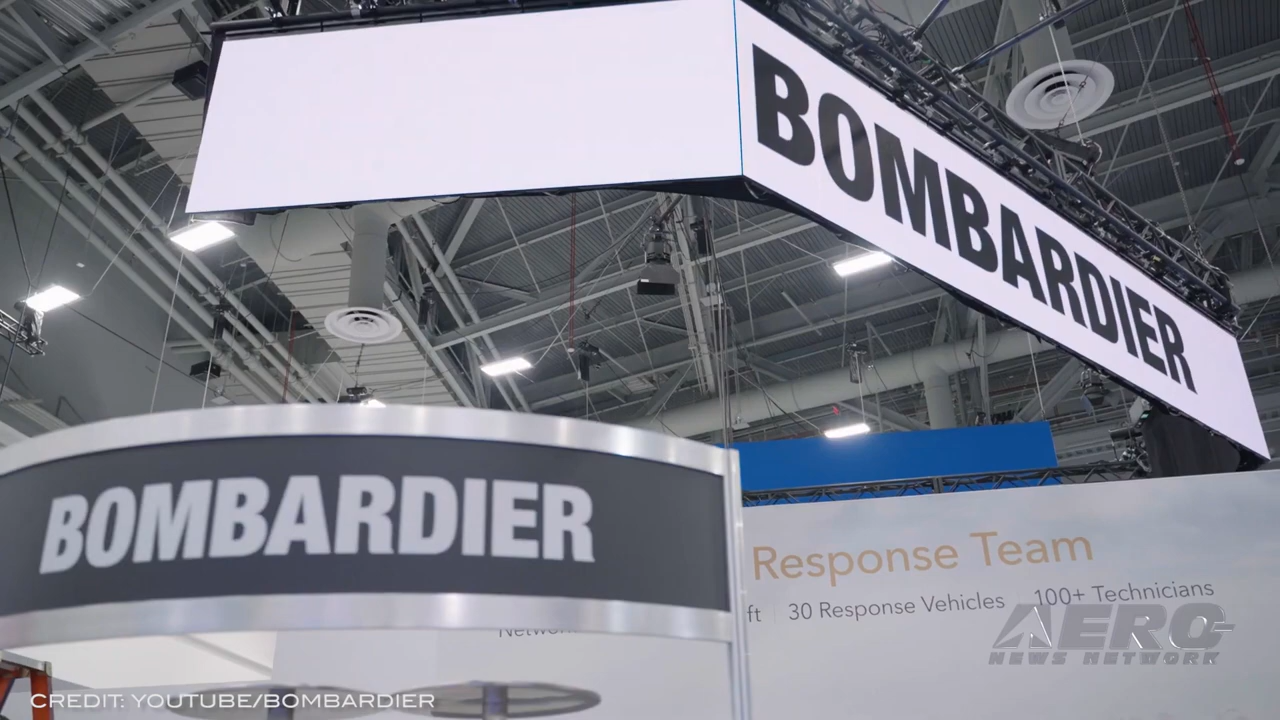 BOMBARDIER
BOMBARDIER
Response Team
ft | 30 Response Vehicles | 100+ Technicians
AERO
NEWS NETWORK
CREDIT: YOUTUBE/BOMBARDIER